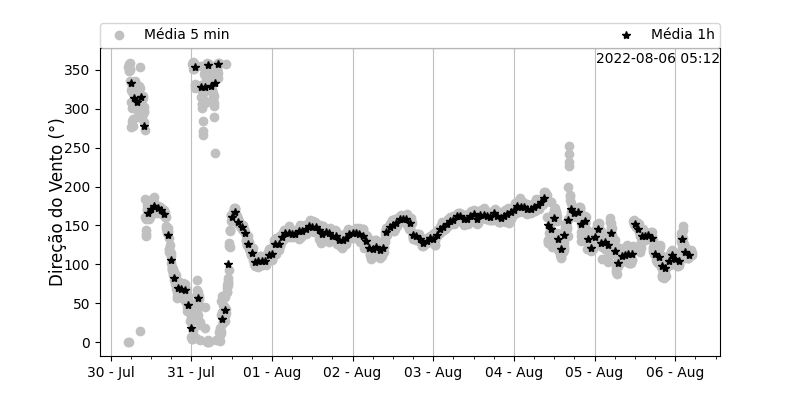 Média 5 min
Média 1h
2022-08-06 05:12
Direção do Vento (°)
350
300
250
200
150
100
50
0
30 - Jul
31 - Jul
01 - Aug
02 - Aug
03 - Aug
04 - Aug
05 - Aug
06 - Aug